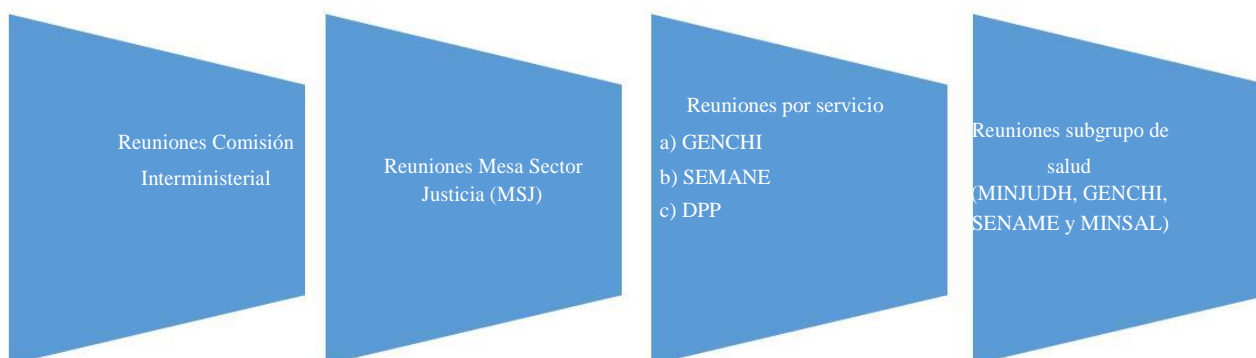 Reuniones Comisión
Interministerial
Reuniones Mesa Sector
Justicia (MSJ)
Reuniones por servicio
a) GENCHI
b) SEMANE
c) DPP
Reuniones subgrupo de
salud
(MINJUDH, GENCHI,
SENAME y MINSAL)